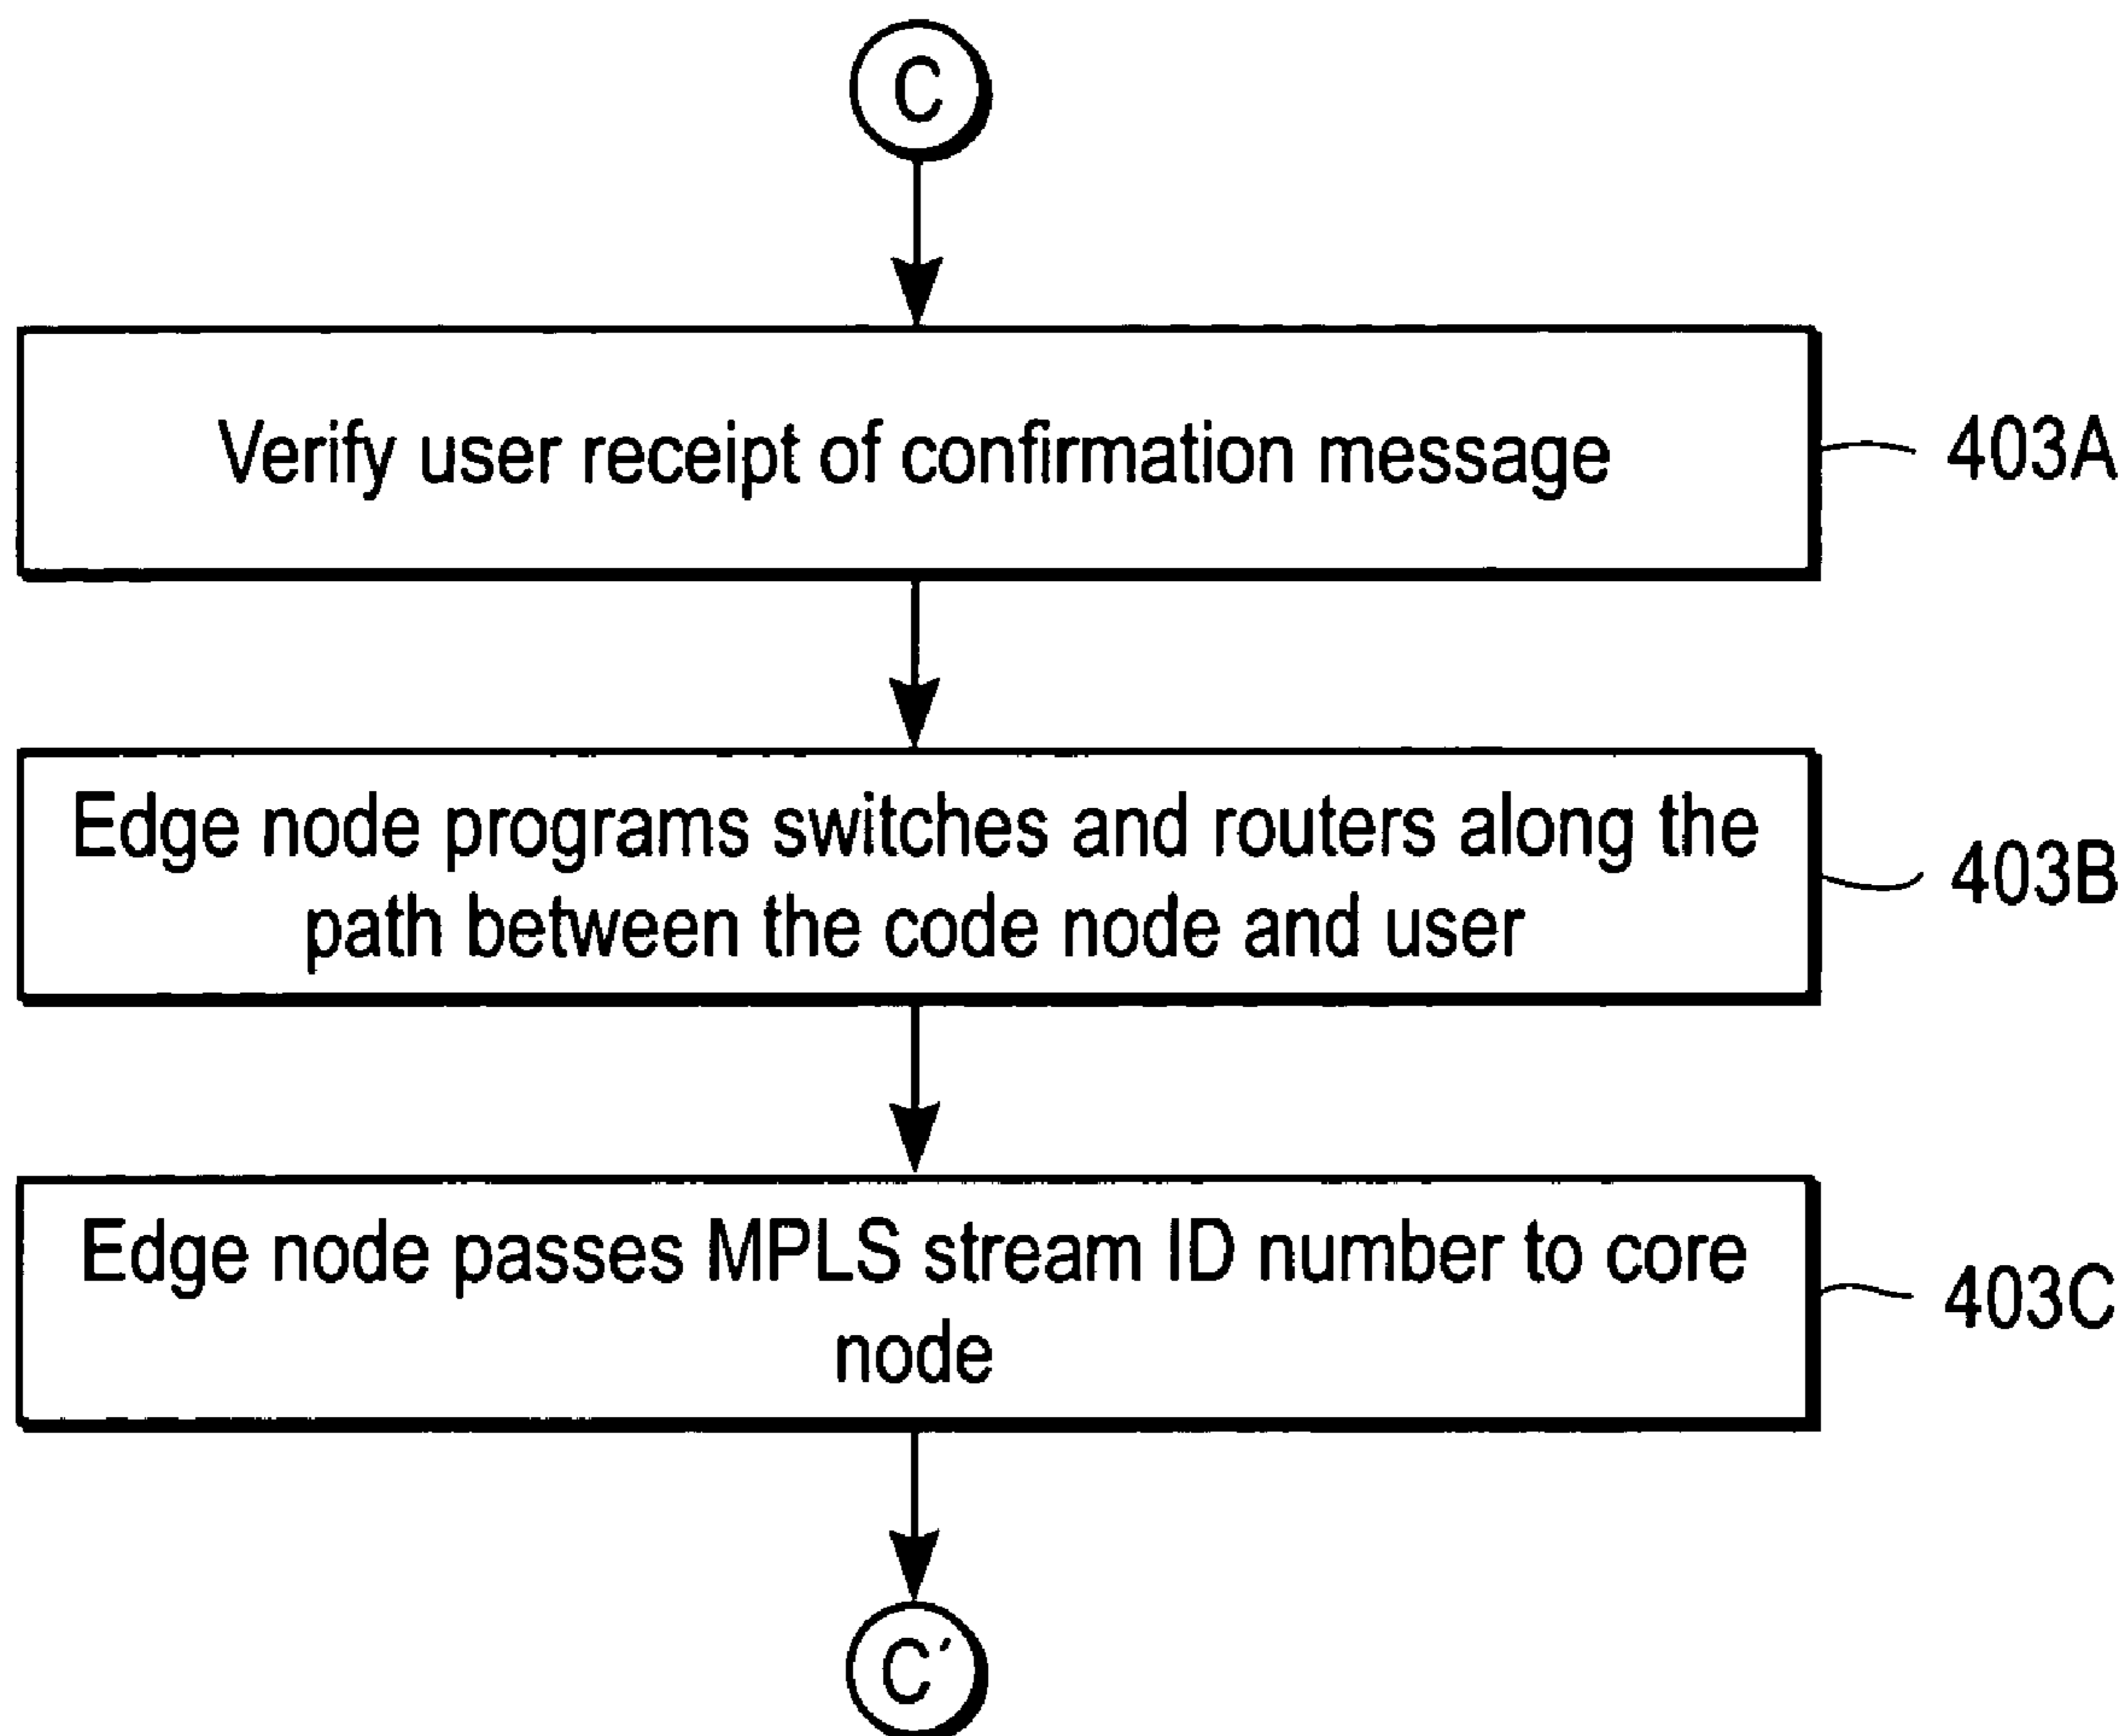 C
Verify user receipt of confirmation message
403A
Edge node programs switches and routers along the
path between the code node and user
403B
Edge node passes MPLS stream ID number to core
node
403C
C´